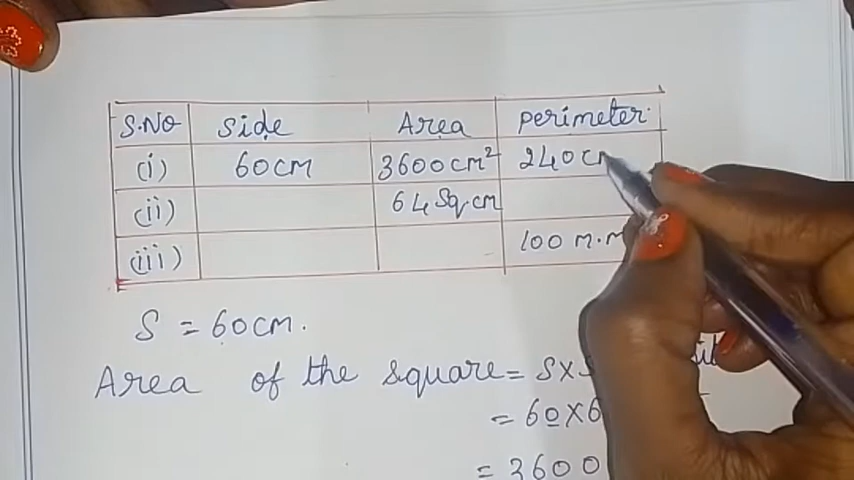 S.No side Area perimeter.
(i) 60cm 3600cm² 240cm
(ii) 64 Sq.cm
(iii) 100 m.m
S = 60cm.
Area of the square = S×S
= 60×6
= 3600